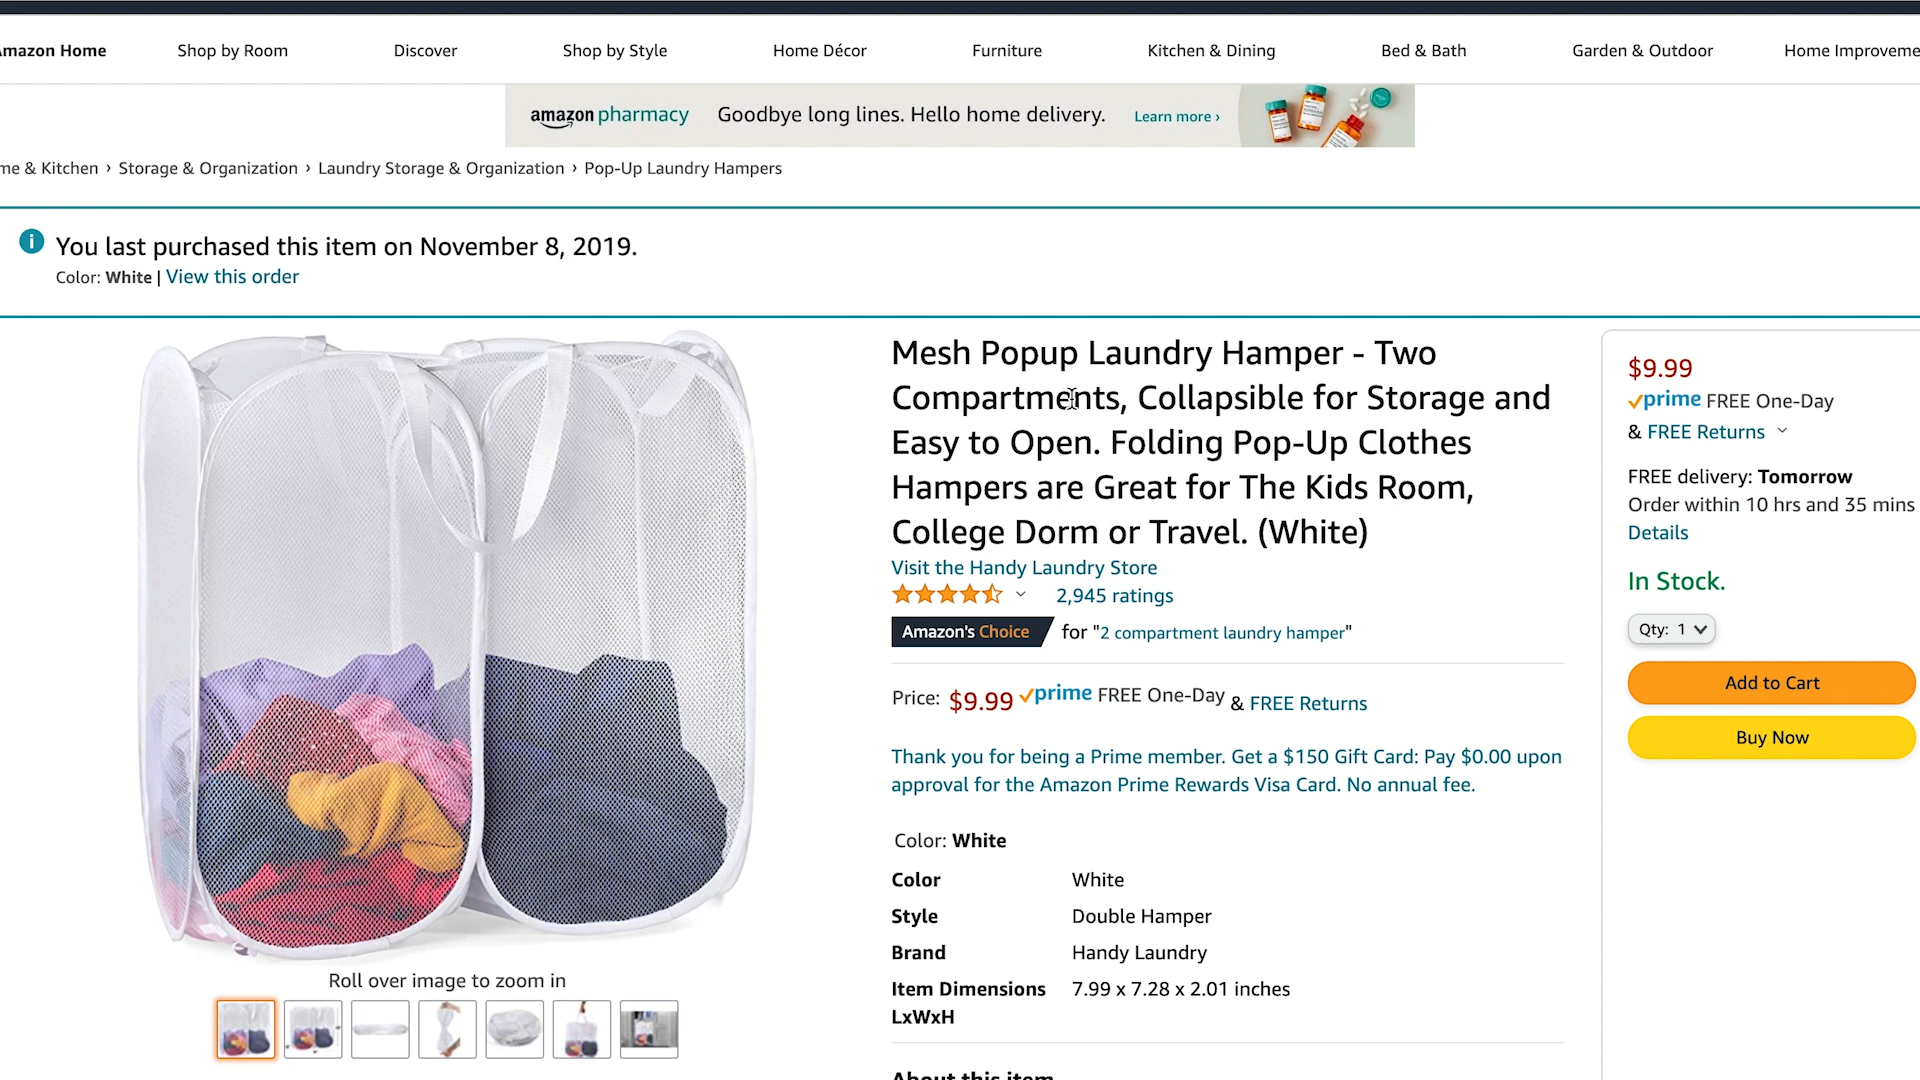 Amazon Home Shop by Room Discover Shop by Style Home Décor Furniture Kitchen & Dining Bed & Bath Garden & Outdoor Home Improveme
amazon pharmacy Goodbye long lines. Hello home delivery. Learn more ›
me & Kitchen › Storage & Organization › Laundry Storage & Organization › Pop-Up Laundry Hampers
You last purchased this item on November 8, 2019.
Color: White | View this order
Mesh Popup Laundry Hamper - Two
Compartments, Collapsible for Storage and
Easy to Open. Folding Pop-Up Clothes
Hampers are Great for The Kids Room,
College Dorm or Travel. (White)
Visit the Handy Laundry Store
2,945 ratings
Amazon's Choice for "2 compartment laundry hamper"
Price: $9.99 prime FREE One-Day & FREE Returns
Thank you for being a Prime member. Get a $150 Gift Card: Pay $0.00 upon
approval for the Amazon Prime Rewards Visa Card. No annual fee.
Color: White
Color White
Style Double Hamper
Brand Handy Laundry
Item Dimensions 7.99 x 7.28 x 2.01 inches
LxWxH
About this item
Roll over image to zoom in
$9.99
prime FREE One-Day
& FREE Returns
FREE delivery: Tomorrow
Order within 10 hrs and 35 mins
Details
In Stock.
Qty: 1
Add to Cart
Buy Now